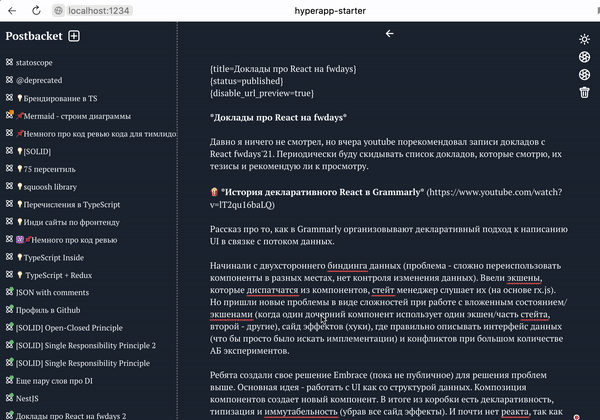 localhost:1234
hyperapp-starter
Postbacket
statoscope
@deprecated
Брендирование в TS
Mermaid - строим диаграммы
Немного про код ревью кода для тимлидо
[SOLID]
75 персентиль
squoosh library
Перечисления в TypeScript
Инди сайты по фронтенду
Немного про код ревью
TypeScript Inside
TypeScript + Redux
JSON with comments
Профиль в Github
[SOLID] Open-Closed Principle
[SOLID] Single Responsibility Principle 2
[SOLID] Single Responsibility Principle
Еще пару слов про DI
NestJS
Доклады про React на fwdays 2
{title=Доклады про React на fwdays}
{status=published}
{disable_url_preview=true}
*Доклады про React на fwdays*
Давно я ничего не смотрел, но вчера youtube порекомендовал записи докладов с
React fwdays'21. Периодически буду скидывать список докладов, которые смотрю, их
тезисы и рекомендую ли к просмотру.
🍿 *История декларативного React в Grammarly* (https://www.youtube.com/watch?
v=lT2qu16baLQ)
Рассказ про то, как в Grammarly организовывают декларативный подход к написанию
UI в связке с потоком данных.
Начинали с двухстороннего биндинга данных (проблема - сложно переиспользовать
компоненты в разных местах, нет контроля изменения данных). Ввели экшены,
которые диспатчатся из компонентов, стейт менеджер слушает их (на основе rx.js).
Но пришли новые проблемы в виде сложностей при работе с вложенным состоянием/
экшенами (когда один дочерний компонент использует один экшен/часть стейта,
второй - другие), сайд эффектов (хуки), где правильно описывать интерфейс данных
(что бы просто было искать имплементации) и конфликтов при большом количестве
АБ экспериментов.
Ребята создали свое решение Embrace (пока не публичное) для решения проблем
выше. Основная идея - работать с UI как со структурой данных. Композиция
компонентов создает новый компонент. В итоге из коробки есть декларативность,
типизация и иммутабельность (убрав все сайд эффекты). И почти нет реакта, так как